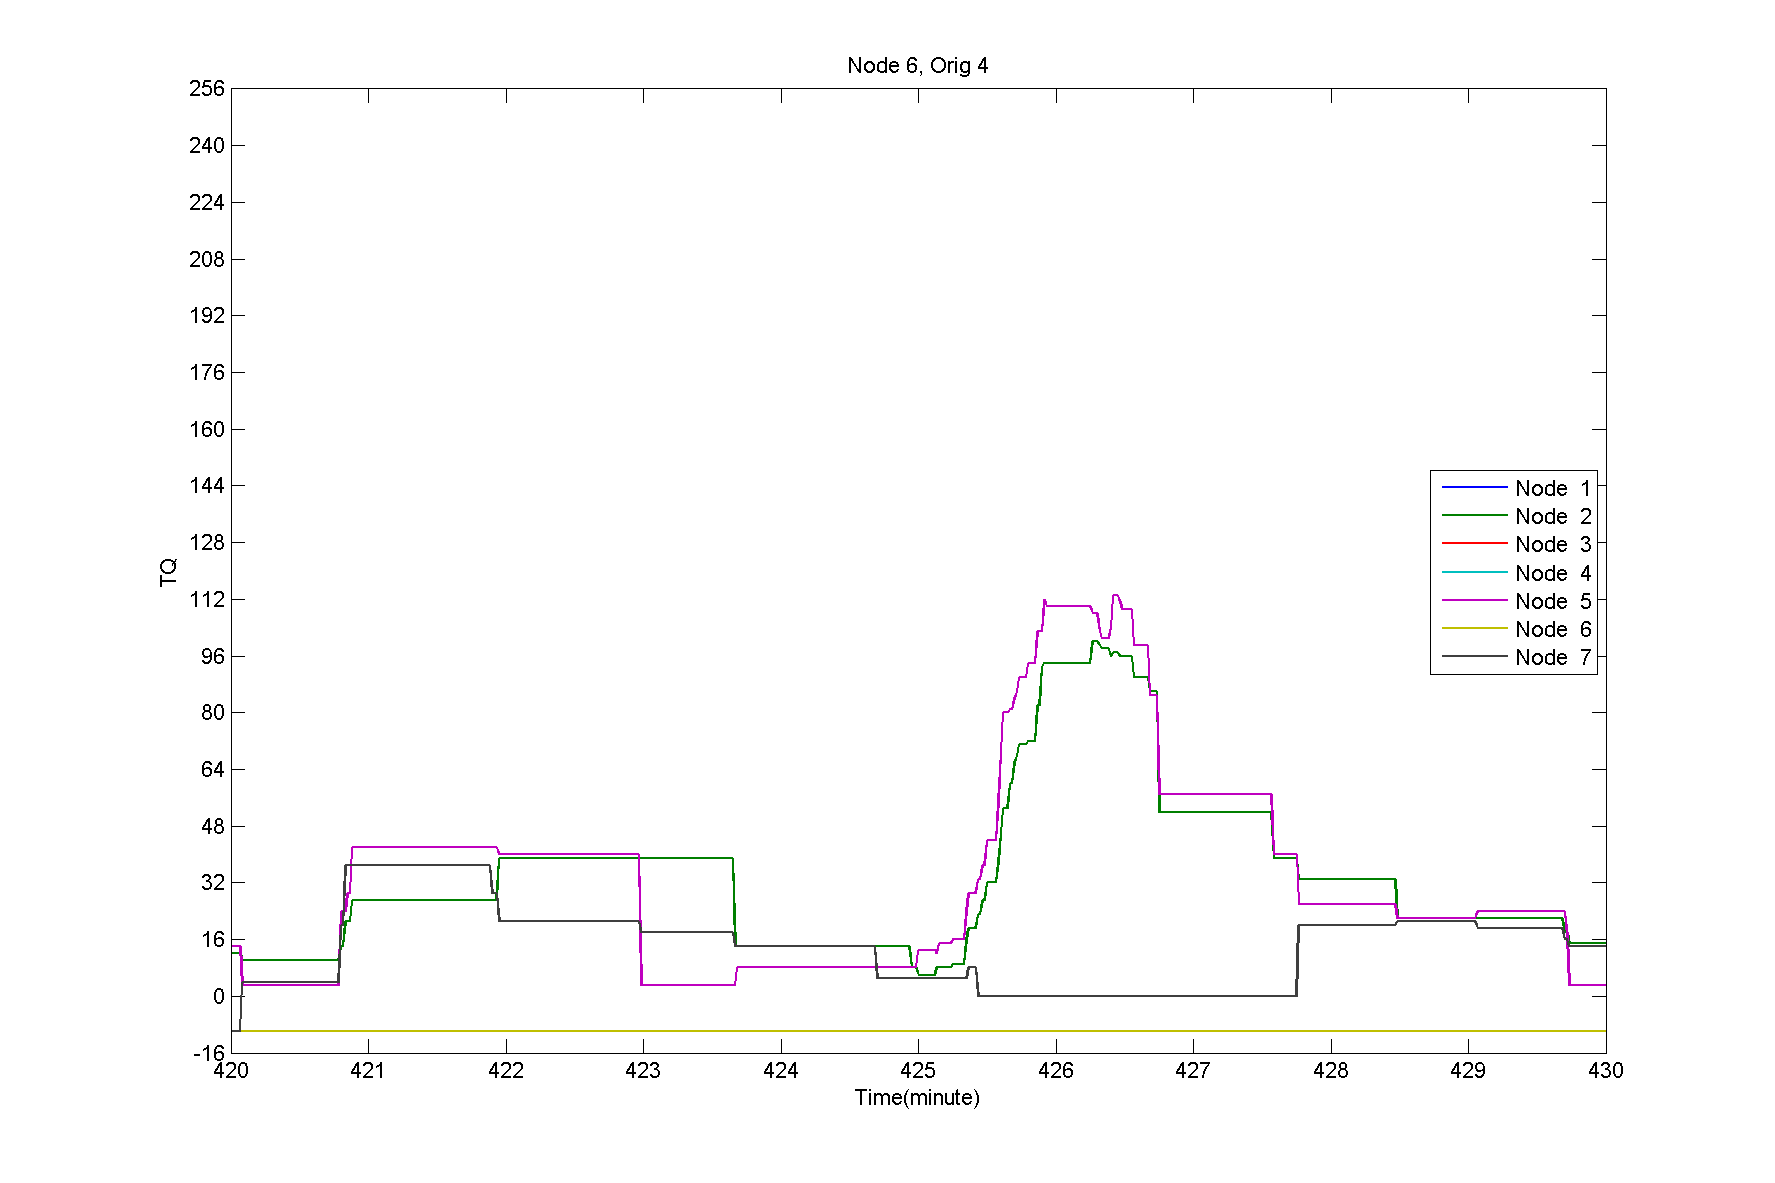 Node 6, Orig 4
256
240
224
208
192
176
160
144
128
112
96
80
64
48
32
16
0
-16
TQ
Node 1
Node 2
Node 3
Node 4
Node 5
Node 6
Node 7
420 421 422 423 424 425 426 427 428 429 430
Time(minute)